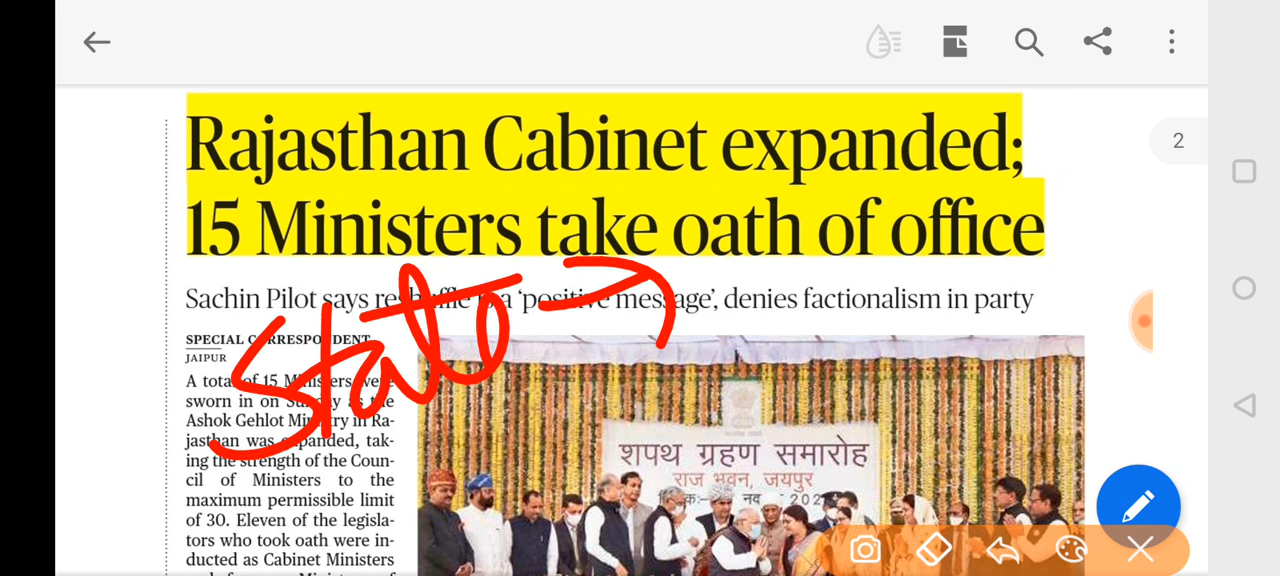 2
Rajasthan Cabinet expanded;
15 Ministers take oath of office
Sachin Pilot says reshuffle is a 'positive message', denies factionalism in party
State
SPECIAL CORRESPONDENT
JAIPUR
A total of 15 Ministers were
sworn in on Sunday as the
Ashok Gehlot Ministry in Ra-
jasthan was expanded, tak-
ing the strength of the Coun-
cil of Ministers to the
maximum permissible limit
of 30. Eleven of the legisla-
tors who took oath were in-
ducted as Cabinet Ministers
शपथ ग्रहण समारोह
राज भवन, जयपुर